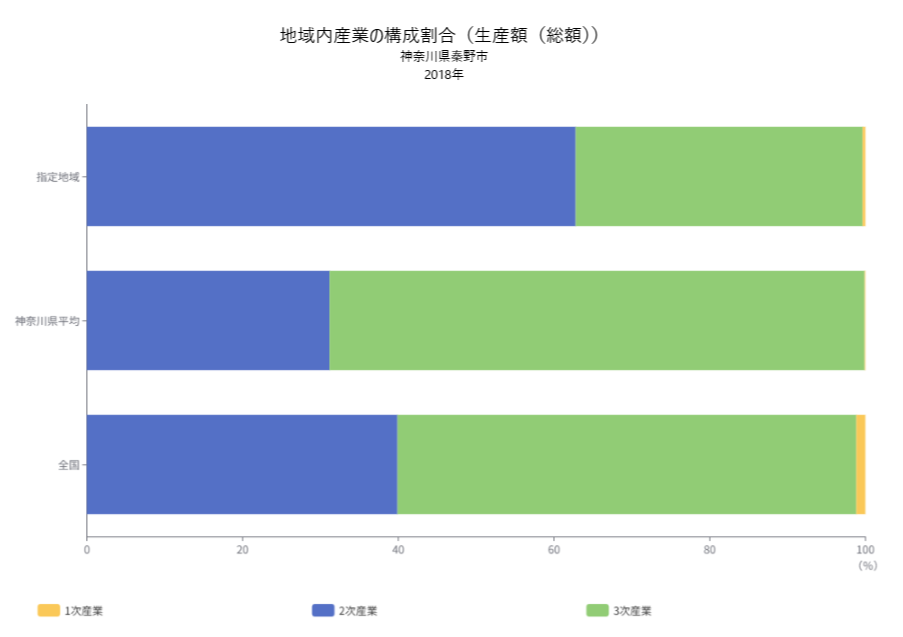 地域内産業の構成割合（生産額（総額））
神奈川県秦野市
2018年
指定地域
神奈川県平均
全国
0 20 40 60 80 100
（%）
1次産業 2次産業 3次産業